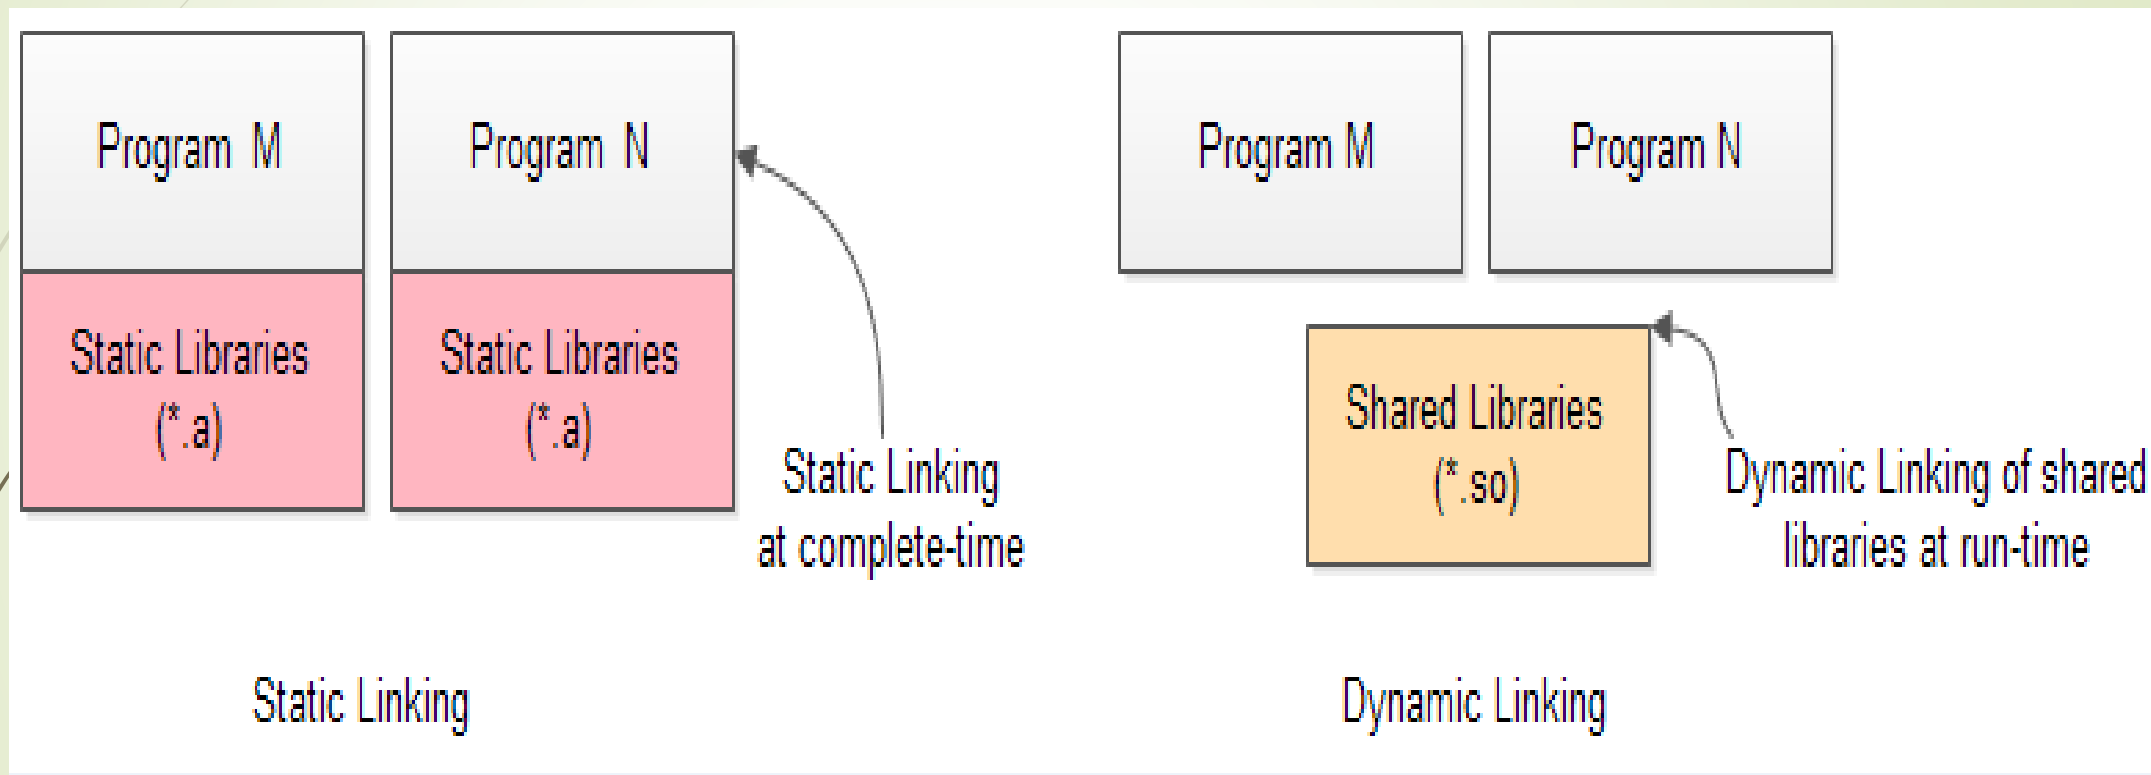 Program M
Program N
Static Libraries
(*.a)
Static Libraries
(*.a)
Static Linking
at complete-time
Static Linking
Program M
Program N
Shared Libraries
(*.so)
Dynamic Linking of shared
libraries at run-time
Dynamic Linking